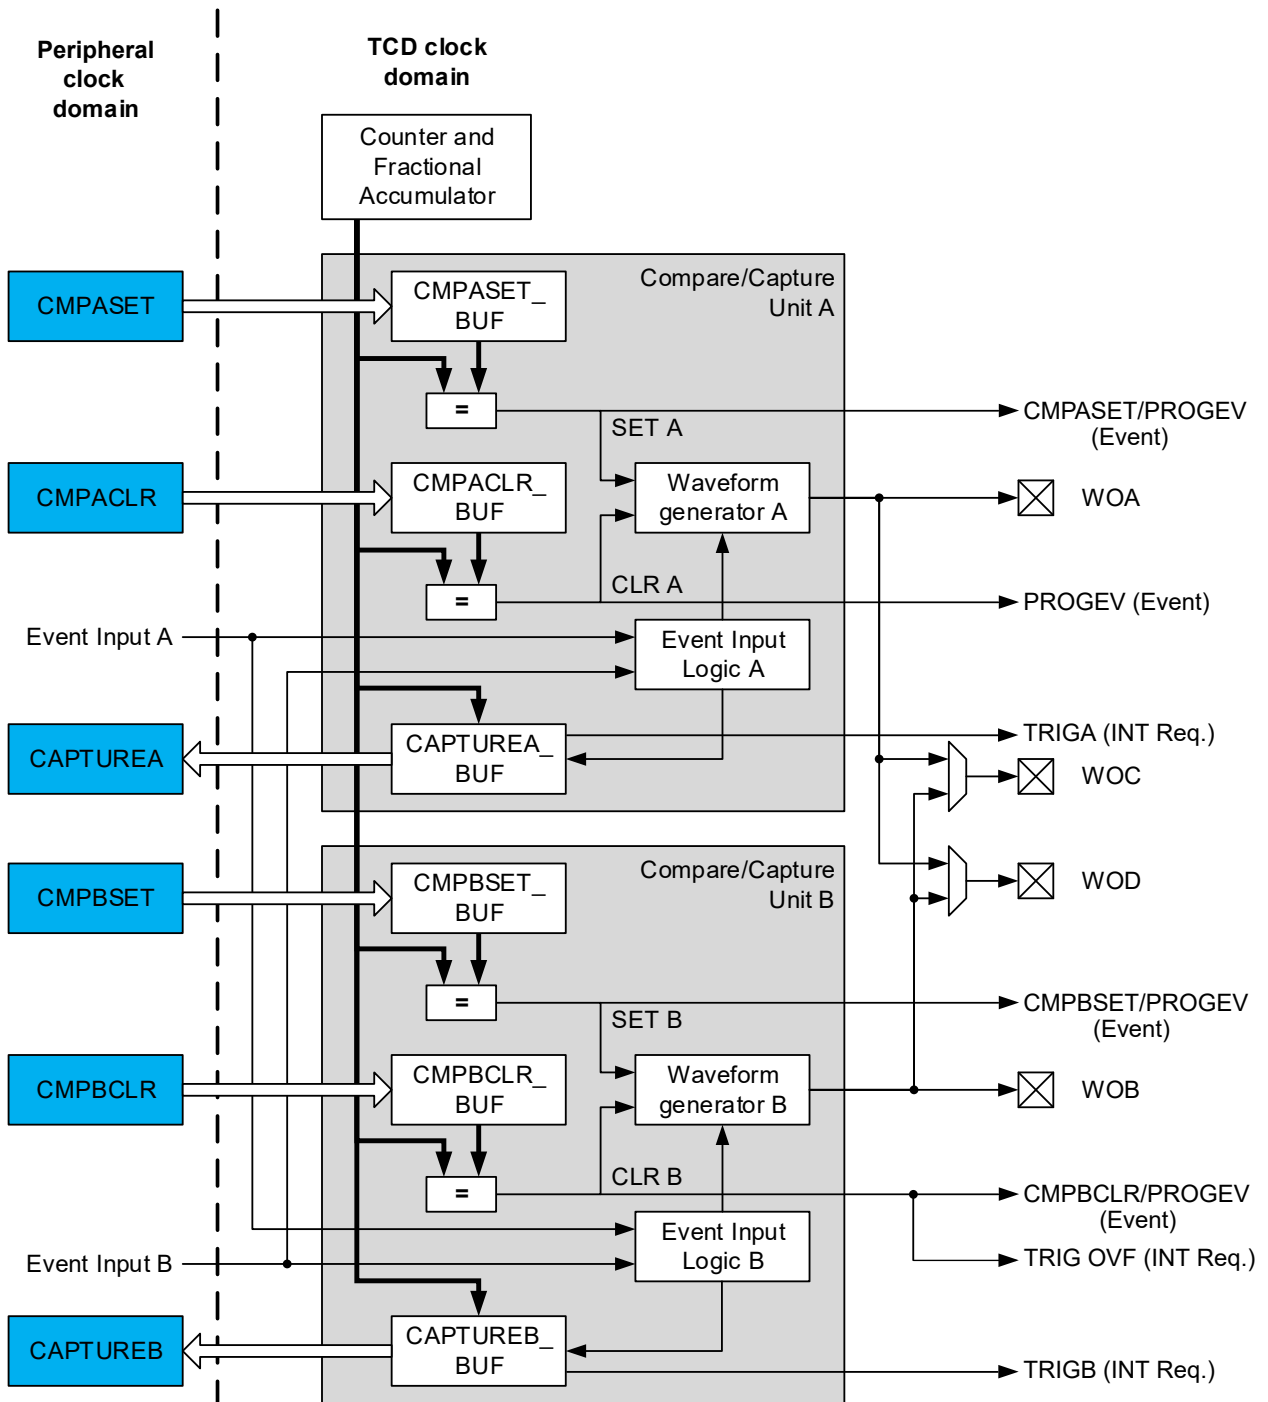 Peripheral
clock
domain
TCD clock
domain
Counter and
Fractional
Accumulator
Compare/Capture
Unit A
CMPASET
CMPASET_
BUF
=
SET A
CMPASET/PROGEV
(Event)
CMPACLR
CMPACLR_
BUF
Waveform
generator A
WOA
=
CLR A
PROGEV (Event)
Event Input A
Event Input
Logic A
CAPTUREA
CAPTUREA_
BUF
TRIGA (INT Req.)
WOC
Compare/Capture
Unit B
CMPBSET
CMPBSET_
BUF
WOD
=
SET B
CMPBSET/PROGEV
(Event)
CMPBCLR
CMPBCLR_
BUF
Waveform
generator B
WOB
=
CLR B
CMPBCLR/PROGEV
(Event)
Event Input B
Event Input
Logic B
TRIG OVF (INT Req.)
CAPTUREB
CAPTUREB_
BUF
TRIGB (INT Req.)